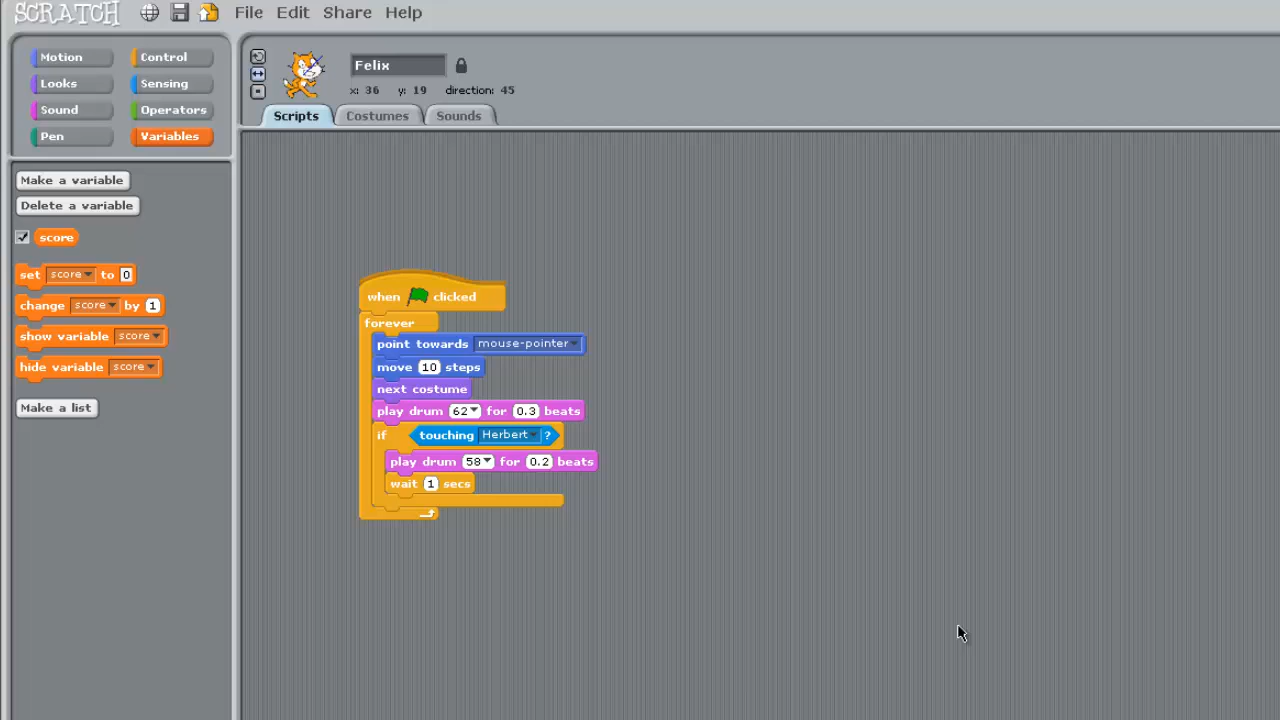 SCRATCH File Edit Share Help
Motion Control
Looks Sensing
Sound Operators
Pen Variables
Make a variable
Delete a variable
score
set score to 0
change score by 1
show variable score
hide variable score
Make a list
Felix
x: 36 y: 19 direction: 45
Scripts Costumes Sounds
when clicked
forever
point towards mouse-pointer
move 10 steps
next costume
play drum 62 for 0.3 beats
if touching Herbert ?
play drum 58 for 0.2 beats
wait 1 secs